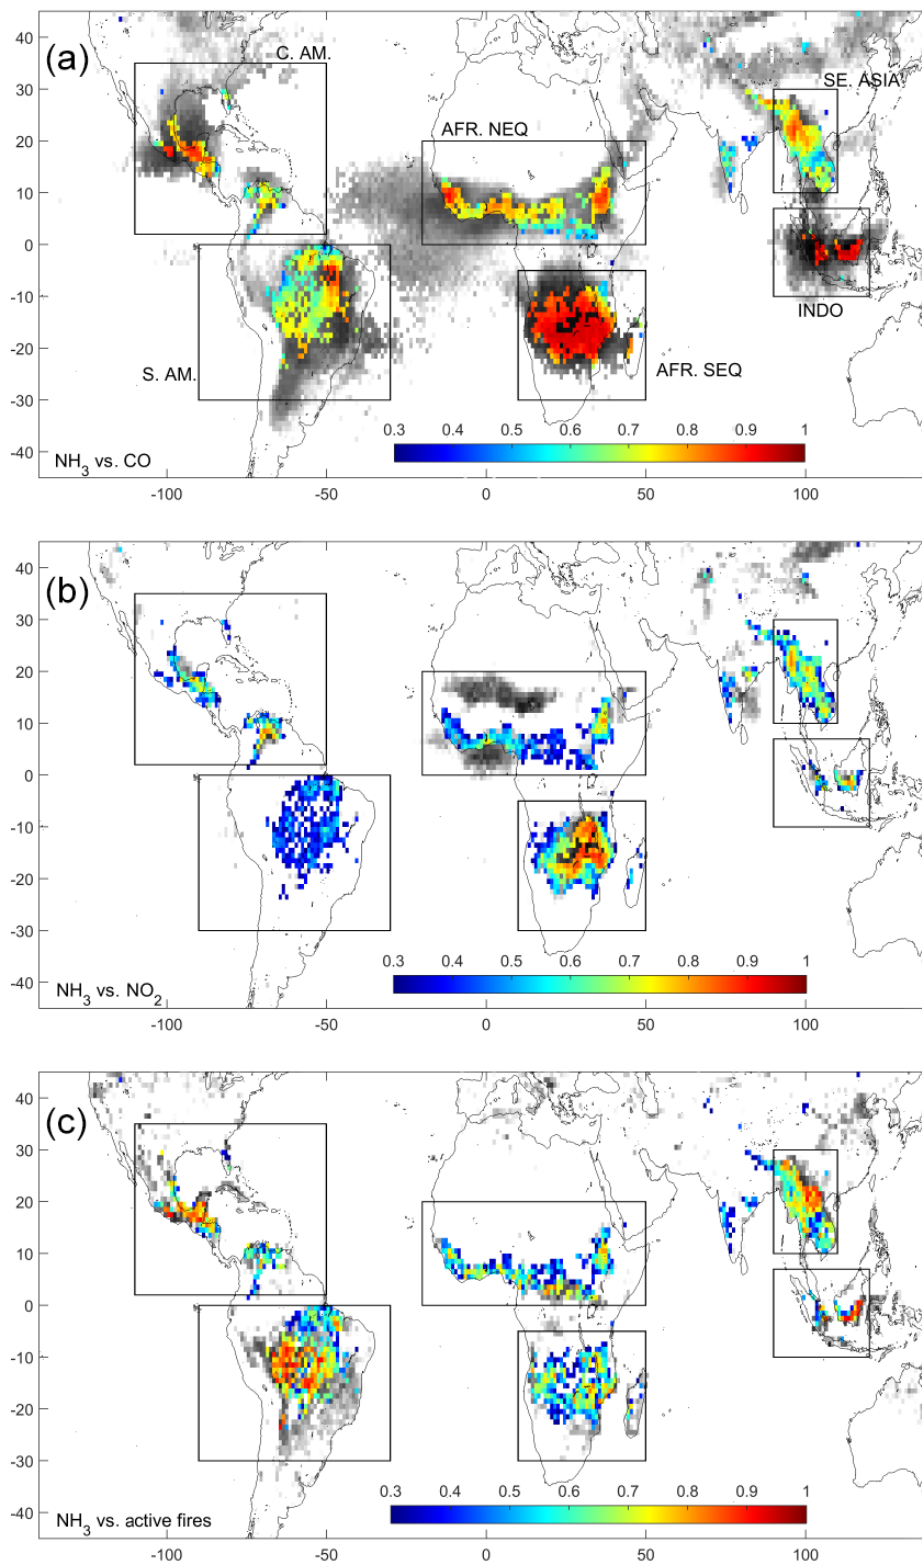 (a)
C. AM.
SE. ASIA
AFR. NEQ
INDO
S. AM.
AFR. SEQ
NH3 vs. CO
0.3 0.4 0.5 0.6 0.7 0.8 0.9 1
40
30
20
10
0
-10
-20
-30
-40
-100 -50 0 50 100
(b)
NH3 vs. NO2
0.3 0.4 0.5 0.6 0.7 0.8 0.9 1
40
30
20
10
0
-10
-20
-30
-40
-100 -50 0 50 100
(c)
NH3 vs. active fires
0.3 0.4 0.5 0.6 0.7 0.8 0.9 1
40
30
20
10
0
-10
-20
-30
-40
-100 -50 0 50 100